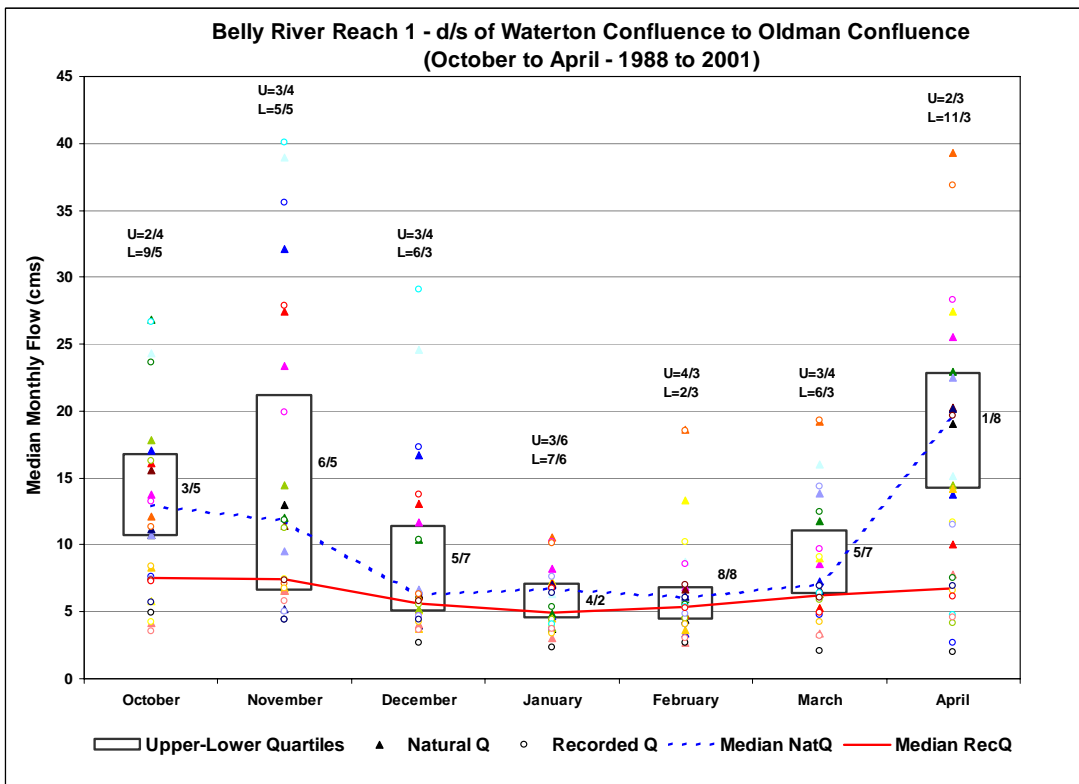 Belly River Reach 1 - d/s of Waterton Confluence to Oldman Confluence
(October to April - 1988 to 2001)
Median Monthly Flow (cms)
45
40
35
30
25
20
15
10
5
0
U=2/4
L=9/5
3/5
U=3/4
L=5/5
6/5
U=3/4
L=6/3
5/7
U=3/6
L=7/6
4/2
U=4/3
L=2/3
8/8
U=3/4
L=6/3
5/7
U=2/3
L=11/3
1/8
October November December January February March April
Upper-Lower Quartiles Natural Q Recorded Q Median NatQ Median RecQ